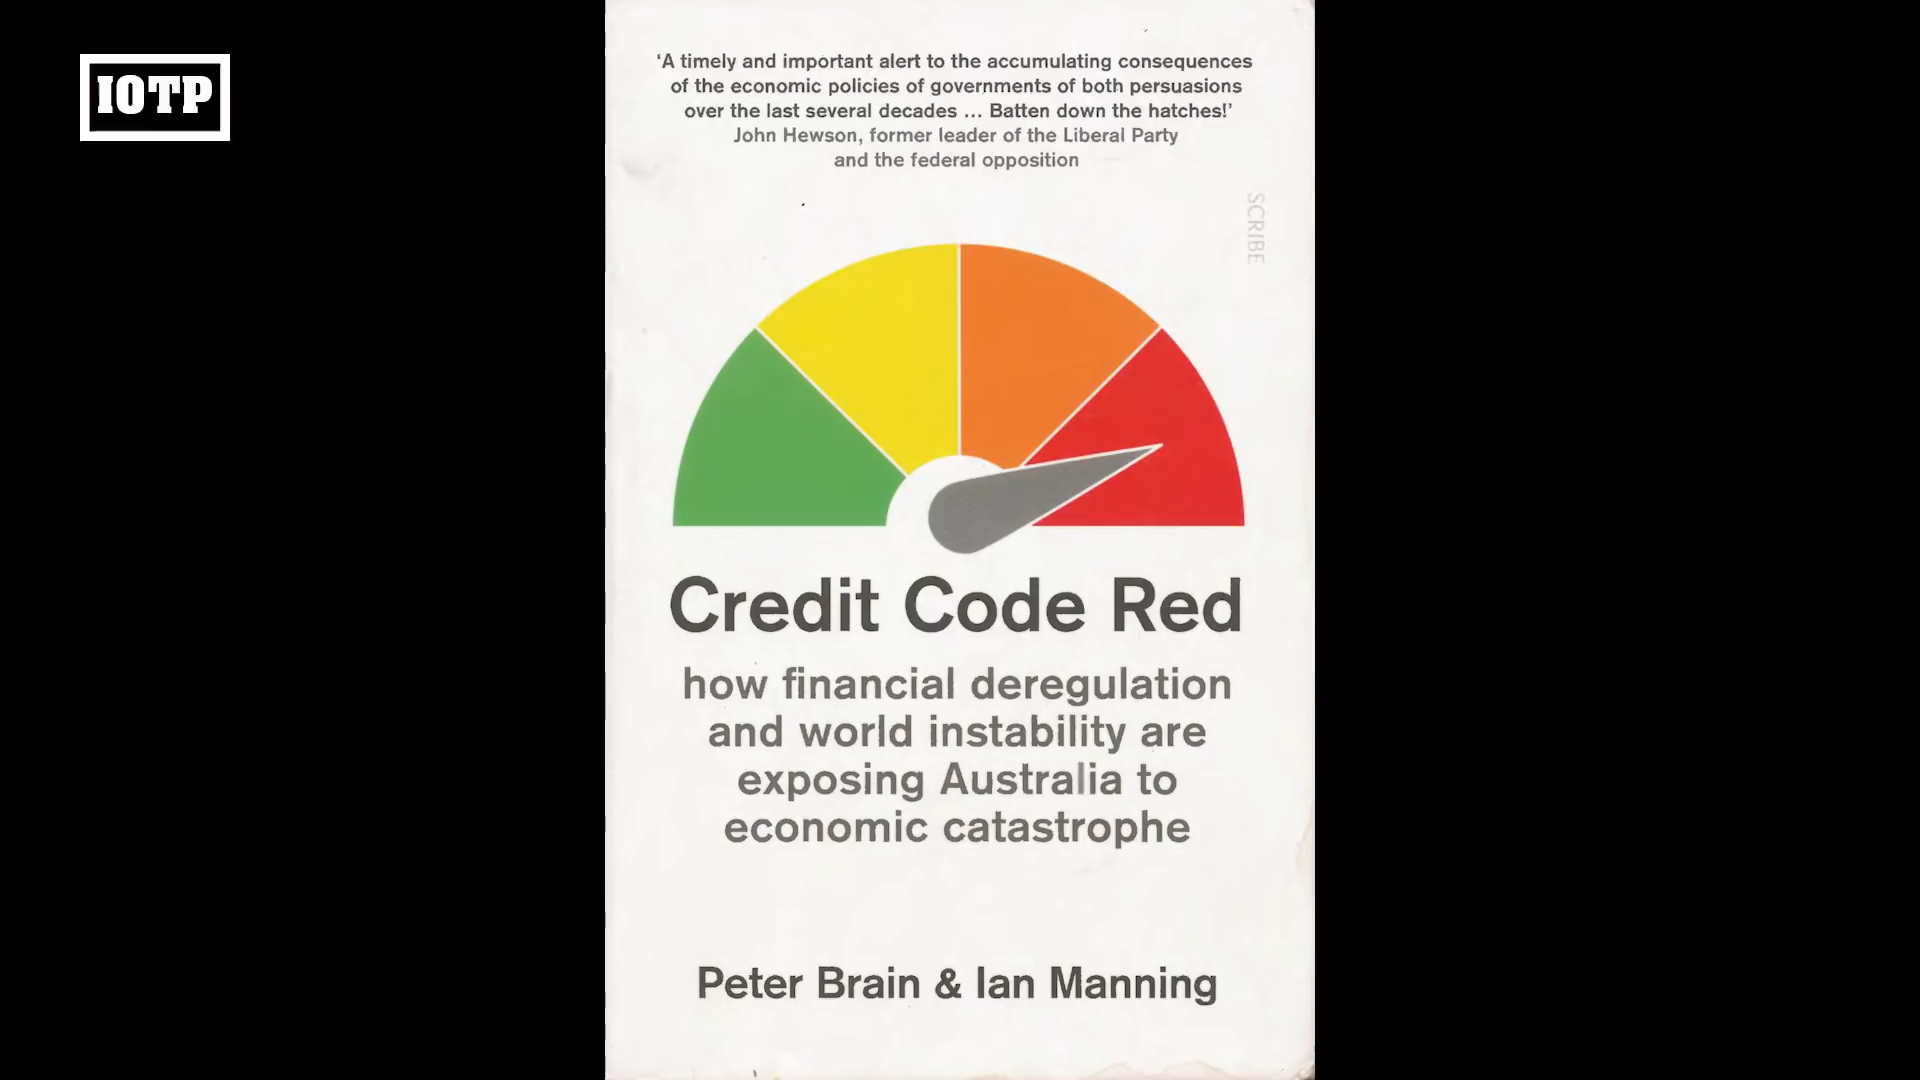 IOTP
‘A timely and important alert to the accumulating consequences
of the economic policies of governments of both persuasions
over the last several decades ... Batten down the hatches!’
John Hewson, former leader of the Liberal Party
and the federal opposition
SCRIBE
Credit Code Red
how financial deregulation
and world instability are
exposing Australia to
economic catastrophe
Peter Brain & Ian Manning